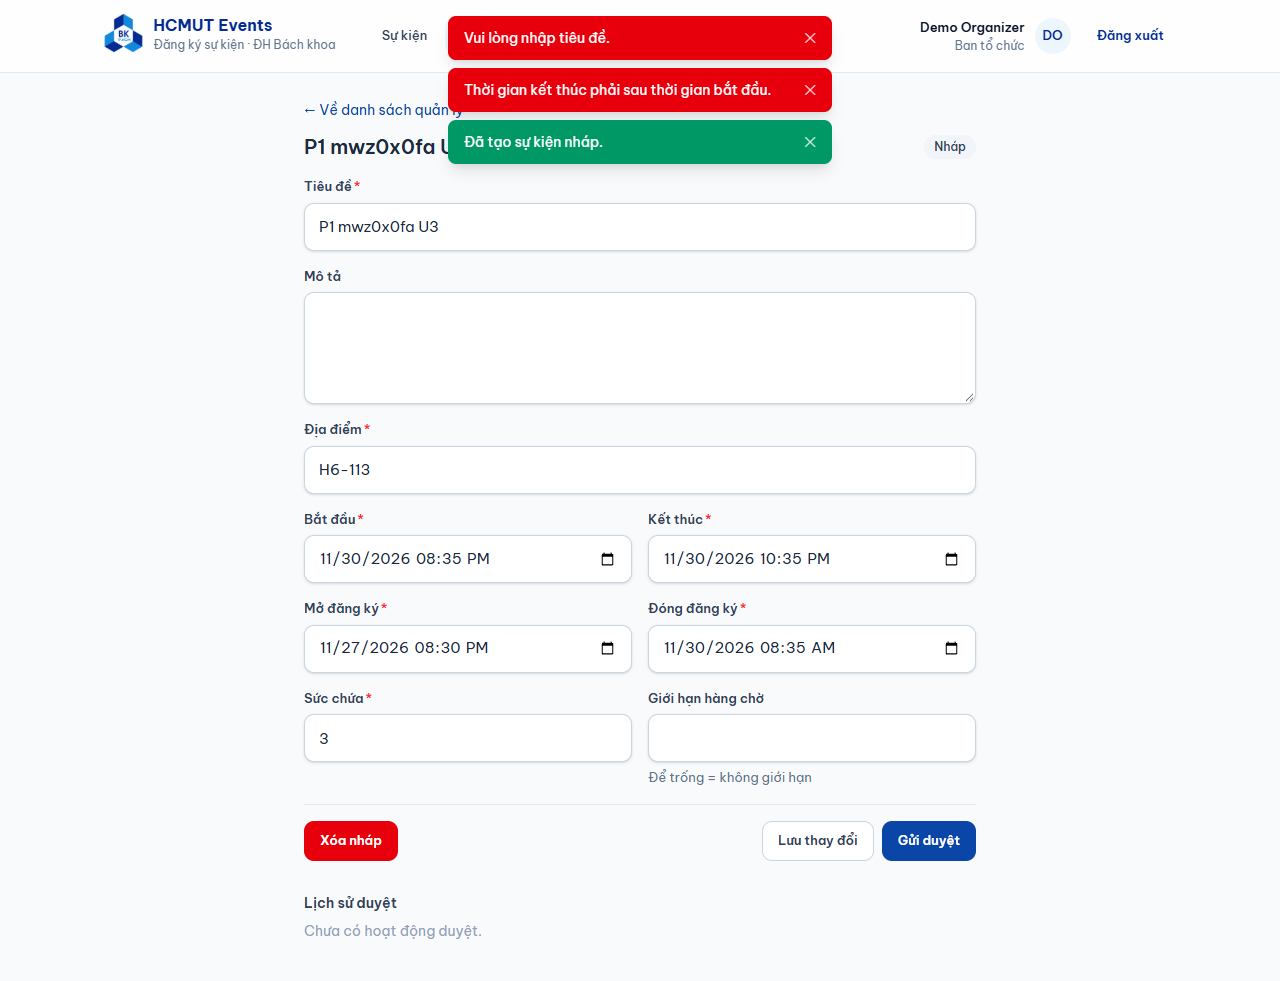 HCMUT Events
Đăng ký sự kiện · ĐH Bách khoa
BK
Sự kiện
Vui lòng nhập tiêu đề.
Thời gian kết thúc phải sau thời gian bắt đầu.
Đã tạo sự kiện nháp.
Demo Organizer
Ban tổ chức
DO
Đăng xuất
← Về danh sách quản lý
P1 mwz0x0fa
Nháp
Tiêu đề *
P1 mwz0x0fa U3
Mô tả
Địa điểm *
H6-113
Bắt đầu *
Kết thúc *
11/30/2026 08:35 PM
11/30/2026 10:35 PM
Mở đăng ký *
Đóng đăng ký *
11/27/2026 08:30 PM
11/30/2026 08:35 AM
Sức chứa *
Giới hạn hàng chờ
3
Để trống = không giới hạn
Xóa nháp
Lưu thay đổi
Gửi duyệt
Lịch sử duyệt
Chưa có hoạt động duyệt.